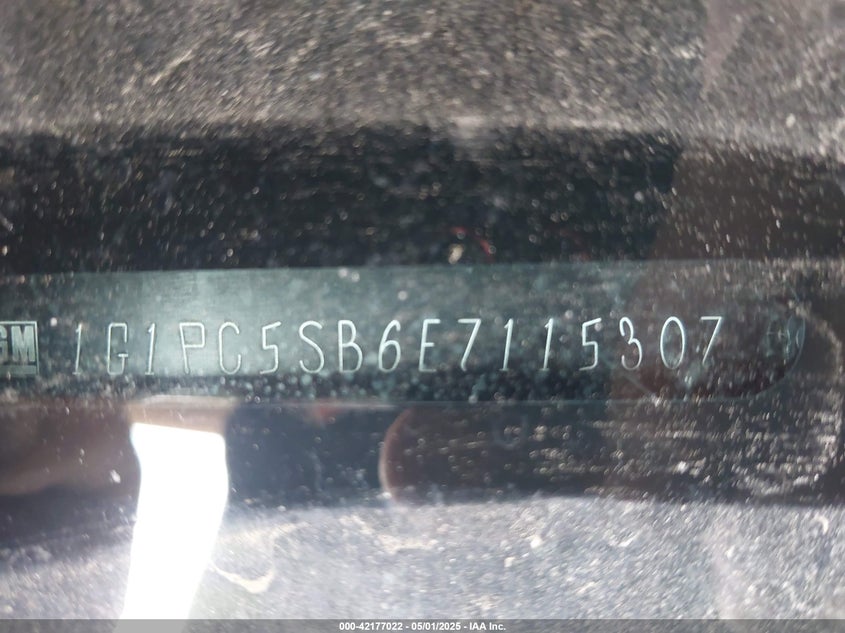 GM 1G1PC5SB6E7115307
000-42177022 - 05/01/2025 - IAA Inc.